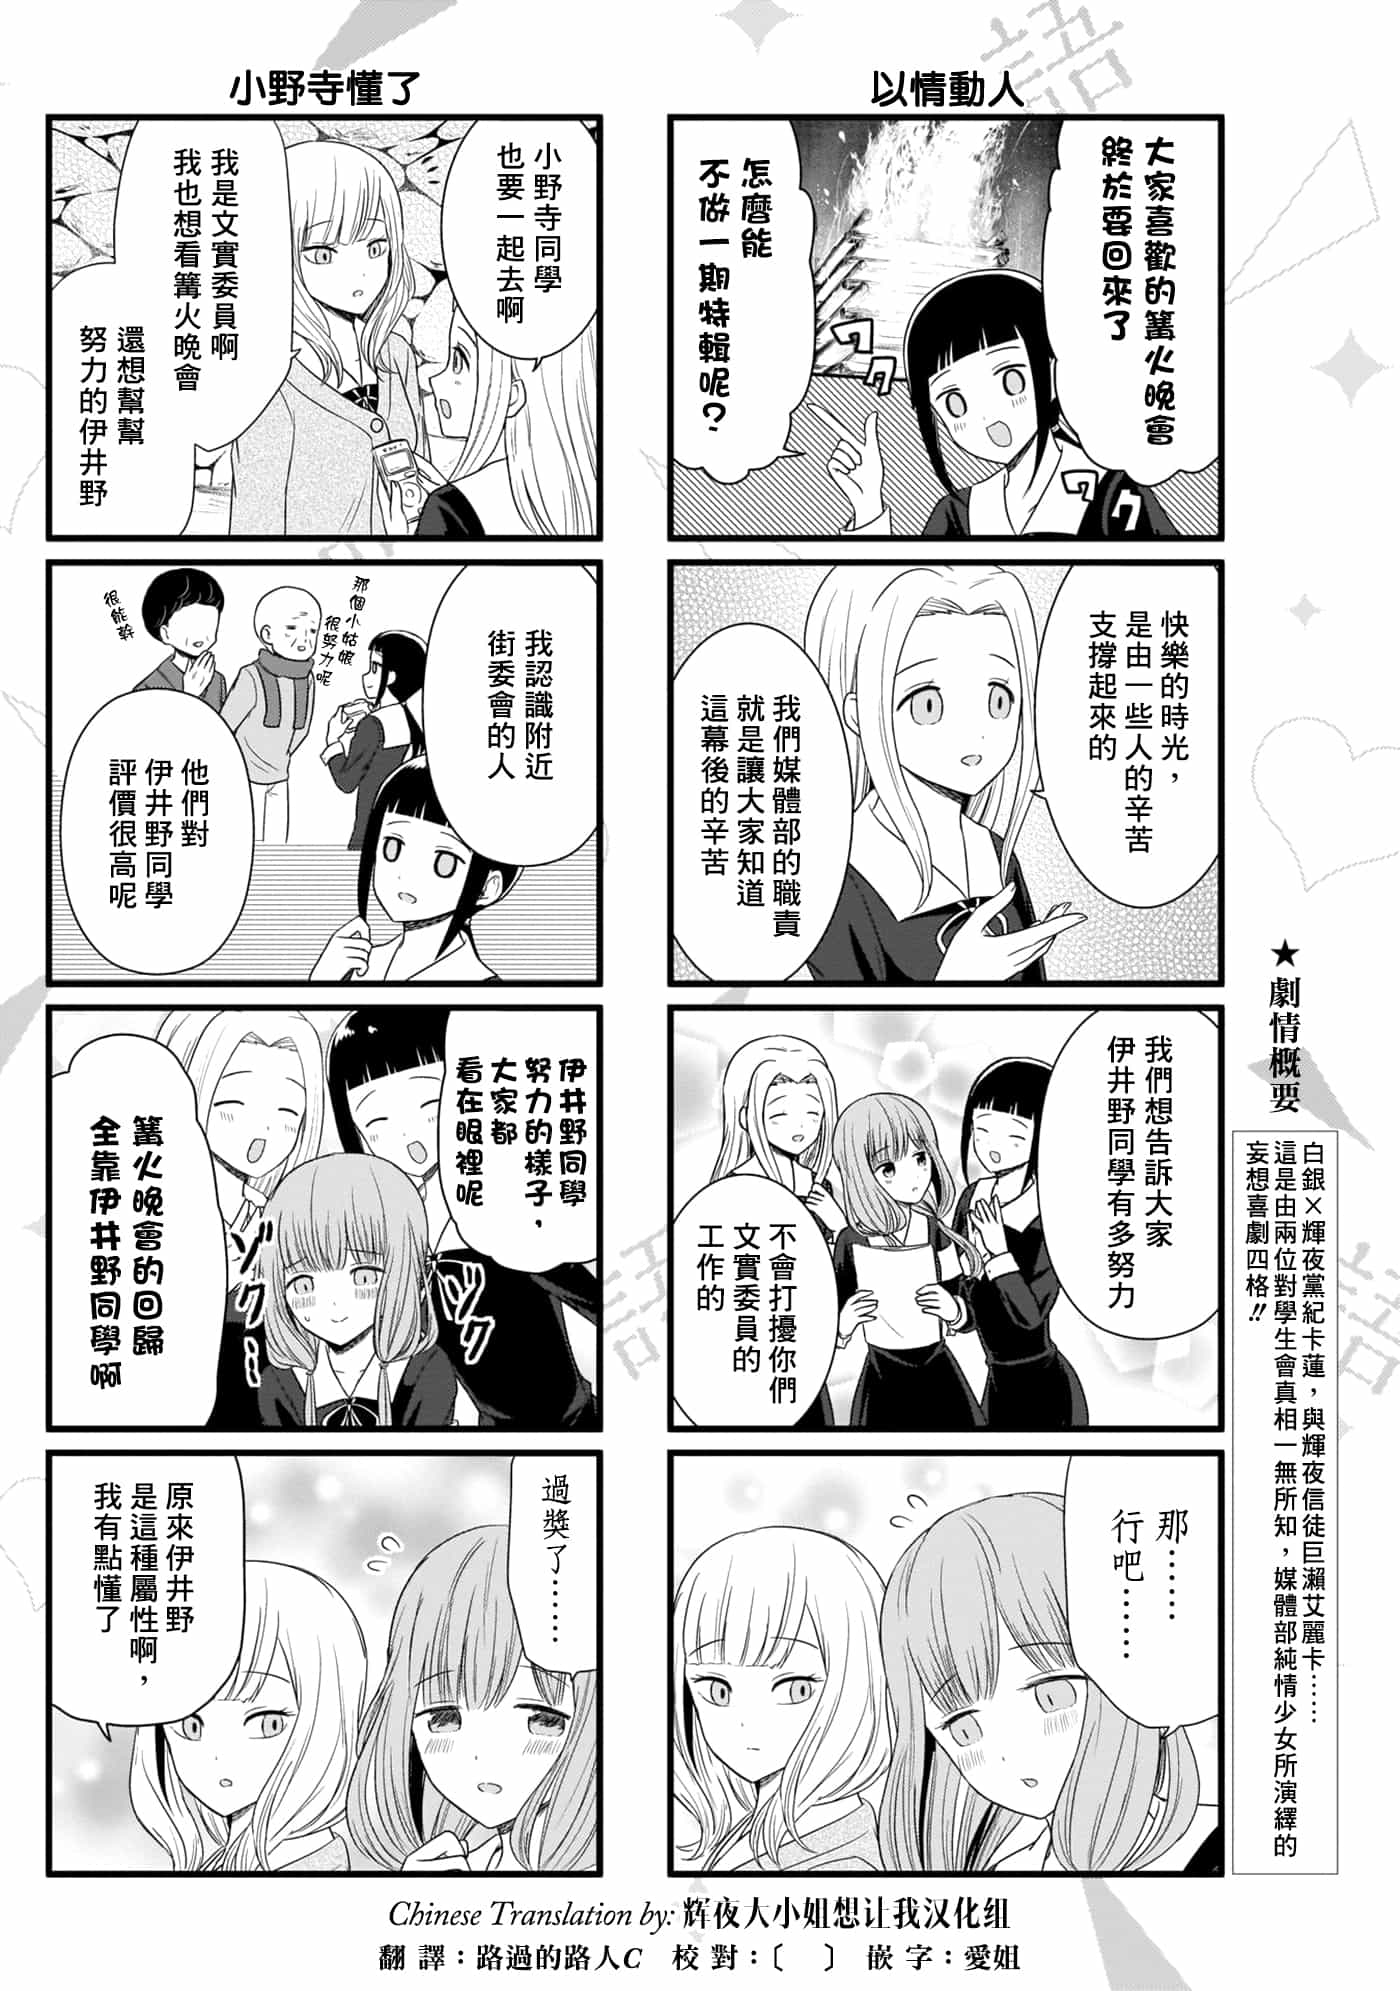 以情動人
大家喜歡的篝火晚會
終於要回來了
怎麼能
不做一期特輯呢?
ワクワク
ワク
快樂的時光，
是由一些人的辛苦
支撐起來的
我們媒體部的職責
就是讓大家知道
這幕後的辛苦
我們想告訴大家
伊井野同學有多努力
不會打擾你們
文實委員的
工作的
那……
行吧……
小野寺懂了
小野寺同學
也要一起去啊
我是文實委員啊
我也想看篝火晚會
還想幫幫
努力的伊井野
我認識附近
街委會的人
那個小姑娘
很努力呢
很能幹
他們對
伊井野同學
評價很高呢
伊井野同學
努力的樣子，
大家都
看在眼裡呢
篝火晚會的回歸
全靠伊井野同學啊
ゾクッ
ゾク…
過獎了……
原來伊井野
是這種屬性啊，
我有點懂了
★劇情概要
白銀×輝夜黨紀卡蓮，與輝夜信徒巨瀨艾麗卡……
這是由兩位對學生會真相一無所知，媒體部純情少女所演繹的
妄想喜劇四格!!
語
語
Chinese Translation by: 辉夜大小姐想让我汉化组
翻 譯：路過的路人C 校 對：〔 〕 嵌 字：愛姐